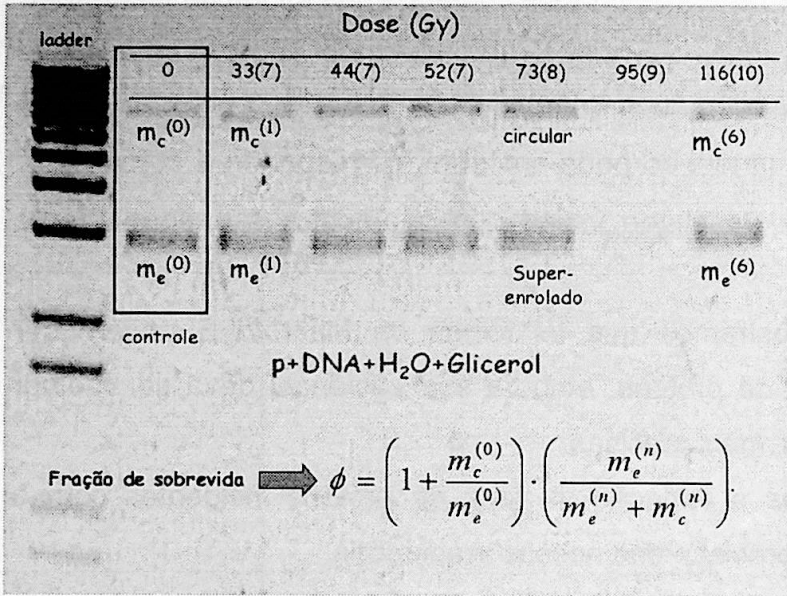 Dose (Gy)
ladder
0 33(7) 44(7) 52(7) 73(8) 95(9) 116(10)
m_c^(0) m_c^(1) circular m_c^(6)
m_e^(0) m_e^(1) Super-enrolado m_e^(6)
controle
p+DNA+H₂O+Glicerol
Fração de sobrevida ⇒ φ = (1 + m_c^(0) / m_e^(0)) · (m_e^(n) / (m_e^(n) + m_c^(n))).